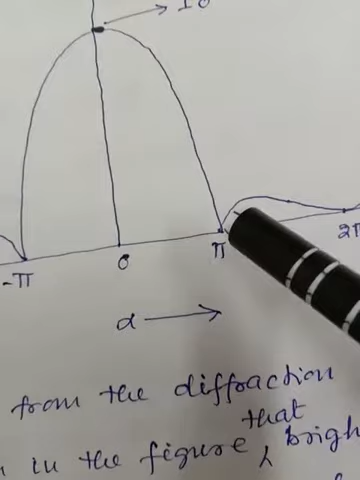 I0
-π 0 π 2π
α →
from the diffraction
that
in the figure, ∧ brigh